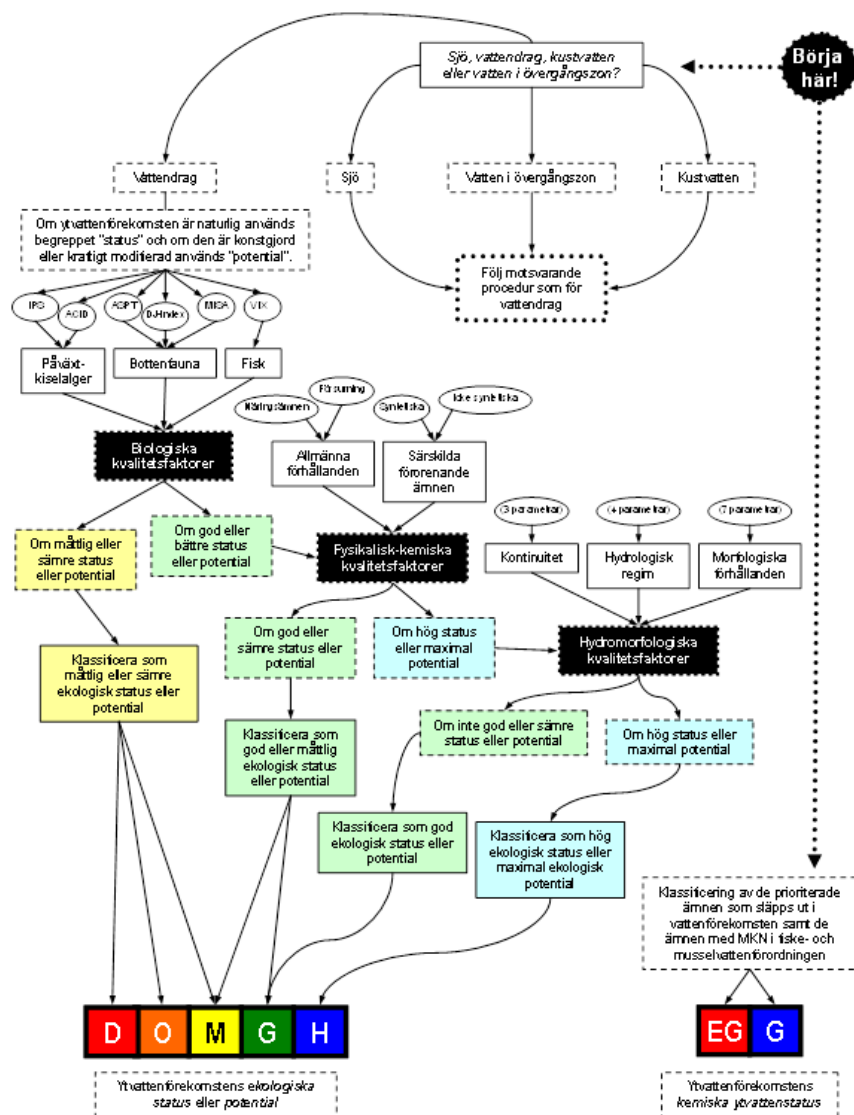 Sjö, vattendrag, kustvatten
eller vatten i övergångszon?
Börja
här!
Vattendrag
Sjö
Vatten i övergångszon
Kustvatten
Om ytvattenförekomsten är naturlig används
begreppet "status" och om den är konstgjord
eller kraftigt modifierad används "potential".
Följ motsvarande
procedur som för
vattendrag
IPS
ACID
ASPT
DJ-index
MISA
VIX
Påväxt-
kiselalger
Bottenfauna
Fisk
Näringsämnen
Försurning
Syntetiska
Icke syntetiska
Biologiska
kvalitetsfaktorer
Allmänna
förhållanden
Särskilda
förorenande
ämnen
Om måttlig eller
sämre status
eller potential
Om god eller
bättre status
eller potential
Fysikalisk-kemiska
kvalitetsfaktorer
(3 parametrar)
(4 parametrar)
(7 parametrar)
Kontinuitet
Hydrologisk
regim
Morfologiska
förhållanden
Om god eller
sämre status eller
potential
Om hög status
eller maximal
potential
Hydromorfologiska
kvalitetsfaktorer
Klassificera som
måttlig eller sämre
ekologisk status eller
potential
Klassificera som
god eller måttlig
ekologisk status
eller potential
Om inte god eller sämre
status eller potential
Om hög status eller
maximal potential
Klassificera som god
ekologisk status eller
potential
Klassificera som hög
ekologisk status eller
maximal ekologisk
potential
Klassificering av de prioriterade
ämnen som släpps ut i
vattenförekomsten samt de
ämnen med MKN i fiske- och
musselvattenförordningen
D O M G H
EG G
Ytvattenförekomstens ekologiska
status eller potential
Ytvattenförekomstens
kemiska ytvattenstatus